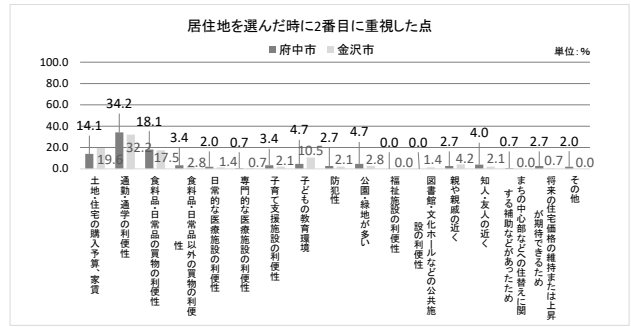 居住地を選んだ時に2番目に重視した点
■府中市 ■金沢市
単位：％
100.0
80.0
60.0
40.0
20.0
0.0
14.1 34.2 18.1 3.4 2.0 0.7 3.4 4.7 2.7 4.7 0.0 0.0 2.7 4.0 0.7 2.7 2.0
19.6 32.2 17.5 2.8 1.4 0.7 2.1 10.5 2.1 2.8 0.0 1.4 4.2 2.1 0.0 0.7 0.0
土地・住宅の購入予算、家賃
通勤・通学の利便性
食料品・日常品の買物の利便性
食料品・日常品以外の買物の利便
性
日常的な医療施設の利便性
専門的な医療施設の利便性
子育て支援施設の利便性
子どもの教育環境
防犯性
公園・緑地が多い
福祉施設の利便性
図書館・文化ホールなどの公共施
設の利便性
親や親戚の近く
知人・友人の近く
まちの中心部などへの住替えに関
する補助などがあったため
将来の住宅価格の維持または上昇
が期待できるため
その他